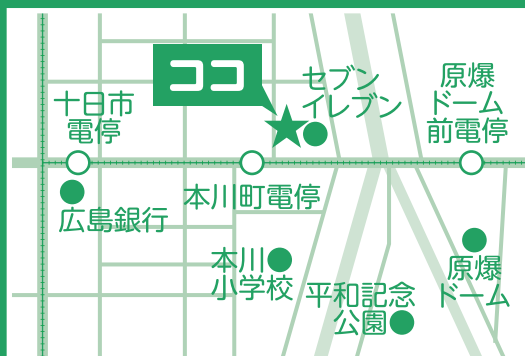 ココ
セブン
イレブン
原爆
ドーム
前電停
十日市
電停
本川町電停
広島銀行
本川
小学校
平和記念
公園
原爆
ドーム